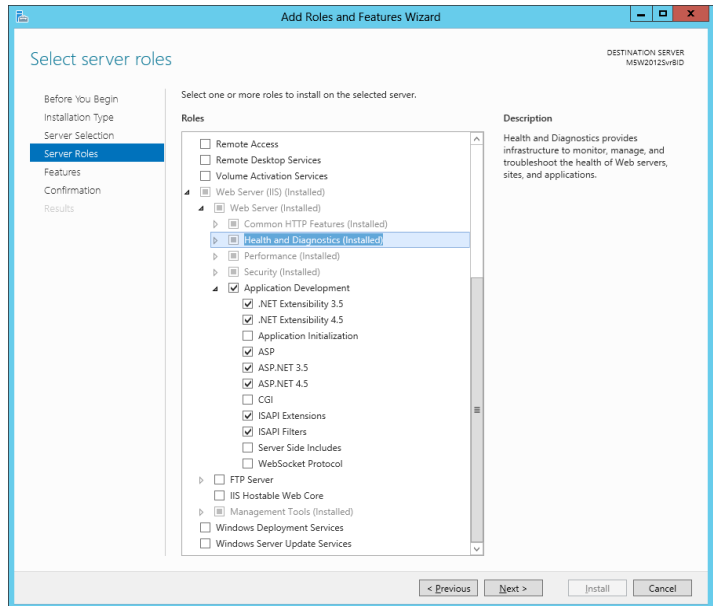 Add Roles and Features Wizard
Select server roles
DESTINATION SERVER
M5W2012SvrBID
Before You Begin
Installation Type
Server Selection
Server Roles
Features
Confirmation
Results
Select one or more roles to install on the selected server.
Roles
Remote Access
Remote Desktop Services
Volume Activation Services
Web Server (IIS) (Installed)
Web Server (Installed)
Common HTTP Features (Installed)
Health and Diagnostics (Installed)
Performance (Installed)
Security (Installed)
Application Development
.NET Extensibility 3.5
.NET Extensibility 4.5
Application Initialization
ASP
ASP.NET 3.5
ASP.NET 4.5
CGI
ISAPI Extensions
ISAPI Filters
Server Side Includes
WebSocket Protocol
FTP Server
IIS Hostable Web Core
Management Tools (Installed)
Windows Deployment Services
Windows Server Update Services
Description
Health and Diagnostics provides
infrastructure to monitor, manage, and
troubleshoot the health of Web servers,
sites, and applications.
< Previous
Next >
Install
Cancel